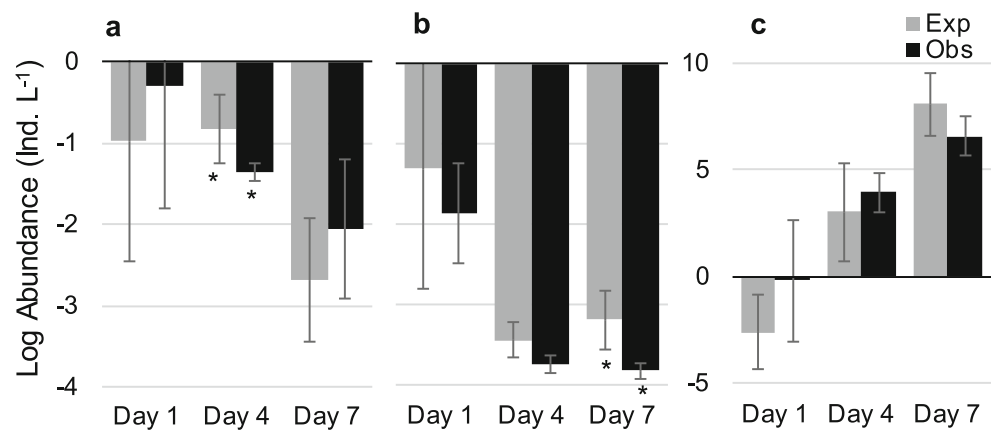 a
b
c
Exp
Obs
Log Abundance (Ind. L-1)
0
-1
-2
-3
-4
* *
* *
10
5
0
-5
Day 1 Day 4 Day 7
Day 1 Day 4 Day 7
Day 1 Day 4 Day 7